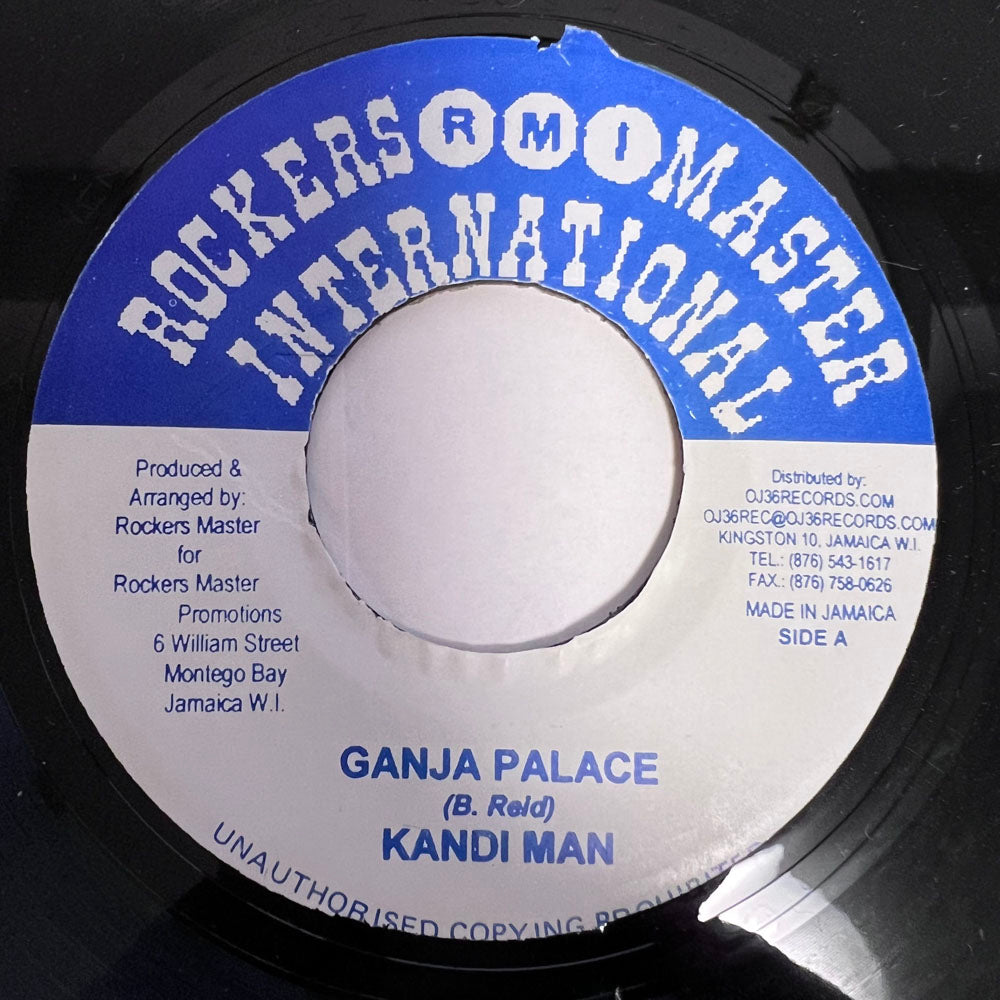 ROCKERS RMI MASTER
INTERNATIONAL
Produced &
Arranged by:
Rockers Master
for
Rockers Master
Promotions
6 William Street
Montego Bay
Jamaica W.I.
Distributed by:
OJ36RECORDS.COM
OJ36REC@OJ36RECORDS.COM
KINGSTON 10, JAMAICA W.I.
TEL.: (876) 543-1617
FAX.: (876) 758-0626
MADE IN JAMAICA
SIDE A
GANJA PALACE
(B. Reid)
KANDI MAN
UNAUTHORISED COPYING PROHIBITED